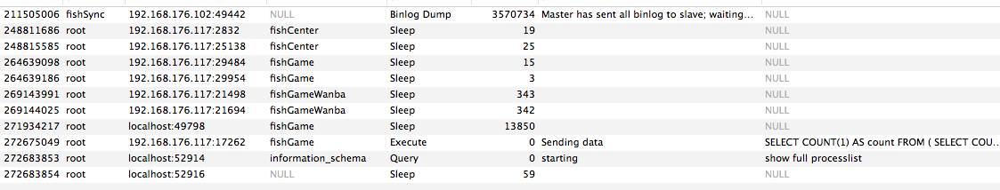 211505006 fishSync 192.168.176.102:49442 NULL Binlog Dump 3570734 Master has sent all binlog to slave; waiting... NULL
248811686 root 192.168.176.117:2832 fishCenter Sleep 19 NULL
248815585 root 192.168.176.117:25138 fishCenter Sleep 25 NULL
264639098 root 192.168.176.117:29484 fishGame Sleep 15 NULL
264639186 root 192.168.176.117:29954 fishGame Sleep 3 NULL
269143991 root 192.168.176.117:21498 fishGameWanba Sleep 343 NULL
269144025 root 192.168.176.117:21694 fishGameWanba Sleep 342 NULL
271934217 root localhost:49798 fishGame Sleep 13850 NULL
272675049 root 192.168.176.117:17262 fishGame Execute 0 Sending data SELECT COUNT(1) AS count FROM ( SELECT COU...
272683853 root localhost:52914 information_schema Query 0 starting show full processlist
272683854 root localhost:52916 NULL Sleep 59 NULL